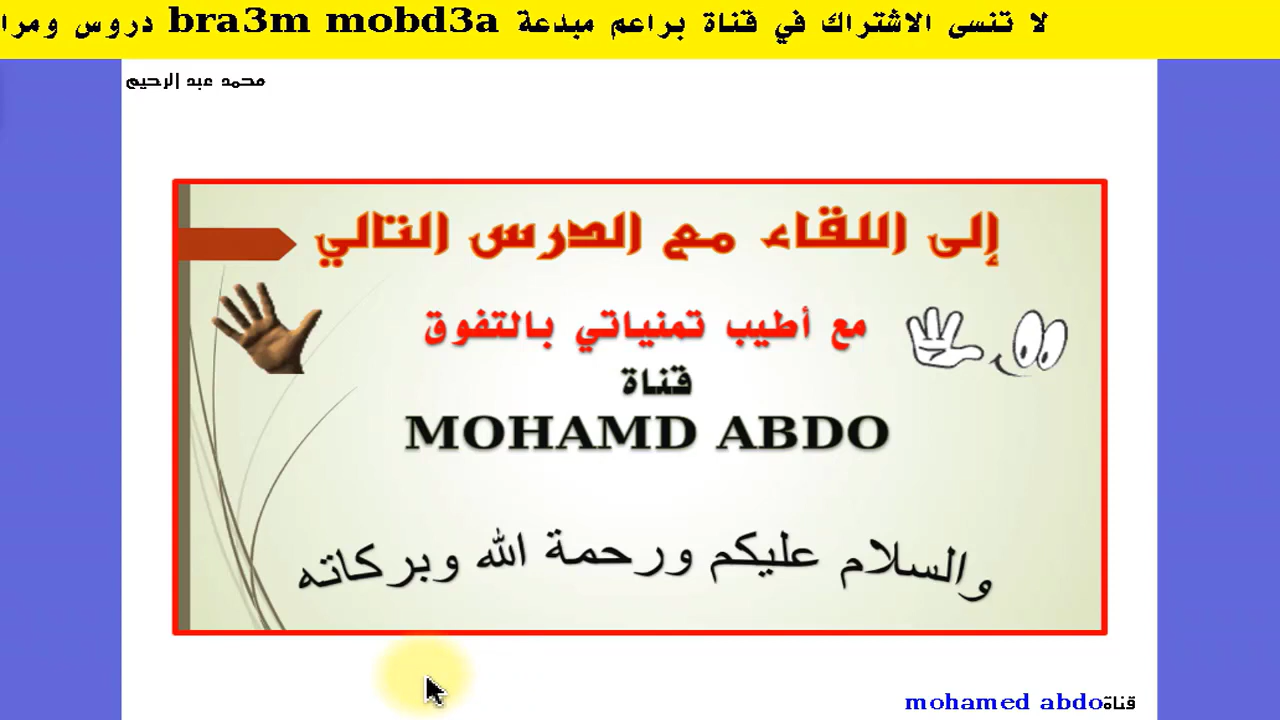 لا تنسى الاشتراك في قناة براعم مبدعة bra3m mobd3a دروس ومرا
محمد عبد الرحيم
إلى اللقاء مع الدرس التالي
مع أطيب تمنياتي بالتفوق
قناة
MOHAMD ABDO
والسلام عليكم ورحمة الله وبركاته
قناةmohamed abdo